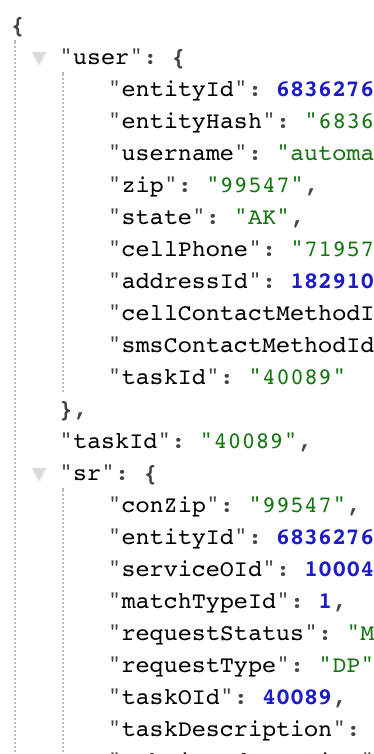 {
"user": {
"entityId": 6836276
"entityHash": "6836
"username": "automa
"zip": "99547",
"state": "AK",
"cellPhone": "71957
"addressId": 182910
"cellContactMethodI
"smsContactMethodId
"taskId": "40089"
},
"taskId": "40089",
"sr": {
"conZip": "99547",
"entityId": 6836276
"serviceOId": 10004
"matchTypeId": 1,
"requestStatus": "M
"requestType": "DP"
"taskOId": 40089,
"taskDescription":